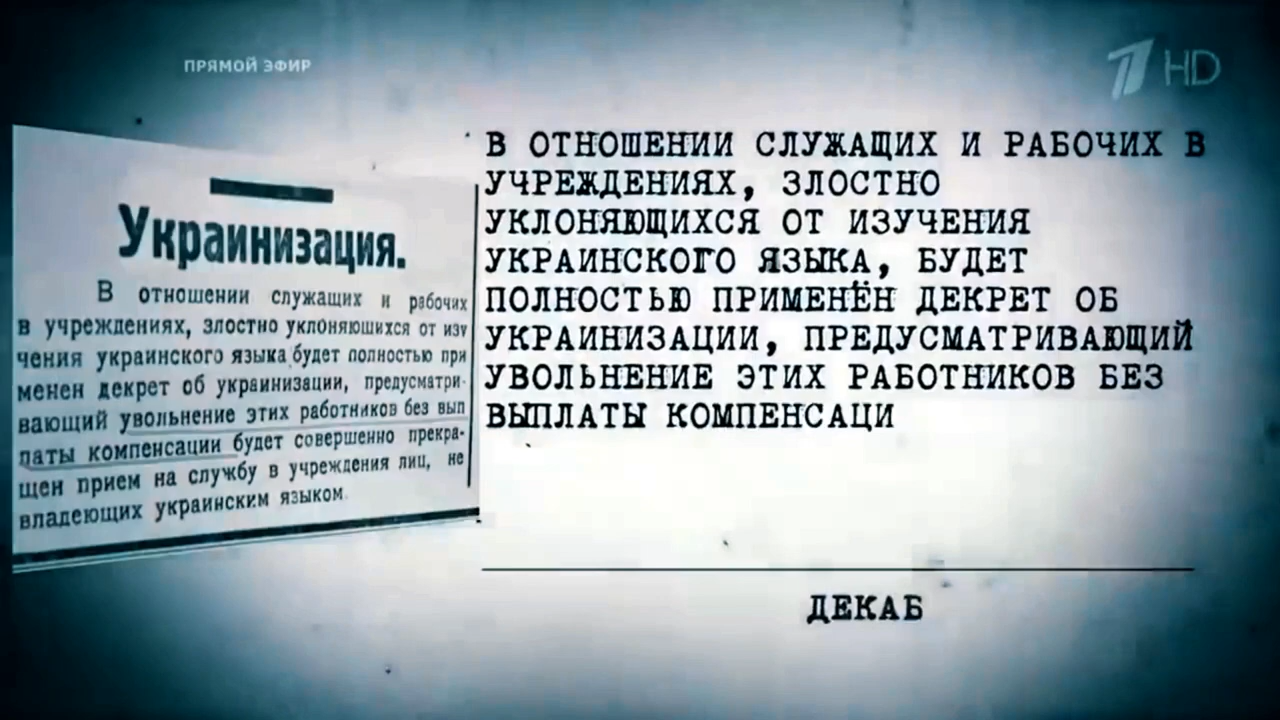 ПРЯМОЙ ЭФИР
1 HD
Украинизация.
В отношении служащих и рабочих
в учреждениях, злостно уклоняюшихся от изу
чения украинского языка будет полностью при
менен декрет об украинизации, предусматри-
вающий увольнение этих работников без вып
латы компенсации будет совершенно прекра-
щен прием на службу в учреждения лиц, не
владеющих украинским языком.
В ОТНОШЕНИИ СЛУЖАЩИХ И РАБОЧИХ В
УЧРЕЖДЕНИЯХ, ЗЛОСТНО
УКЛОНЯЮЩИХСЯ ОТ ИЗУЧЕНИЯ
УКРАИНСКОГО ЯЗЫКА, БУДЕТ
ПОЛНОСТЬЮ ПРИМЕНЁН ДЕКРЕТ ОБ
УКРАИНИЗАЦИИ, ПРЕДУСМАТРИВАЮЩИЙ
УВОЛЬНЕНИЕ ЭТИХ РАБОТНИКОВ БЕЗ
ВЫПЛАТЫ КОМПЕНСАЦИ
ДЕКАБ